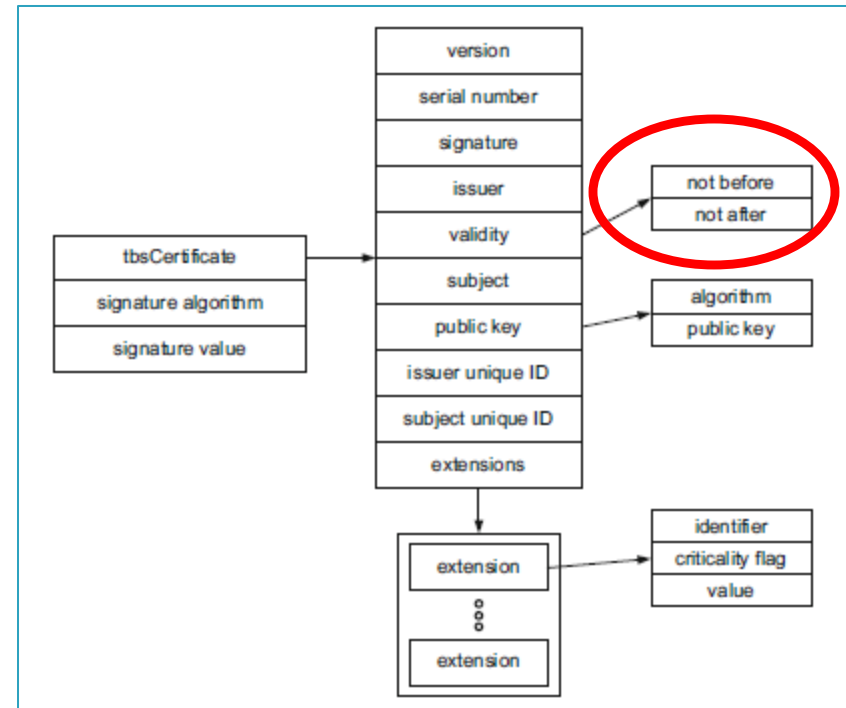 version
serial number
signature
issuer
validity
subject
public key
issuer unique ID
subject unique ID
extensions
tbsCertificate
signature algorithm
signature value
not before
not after
algorithm
public key
extension
extension
identifier
criticality flag
value